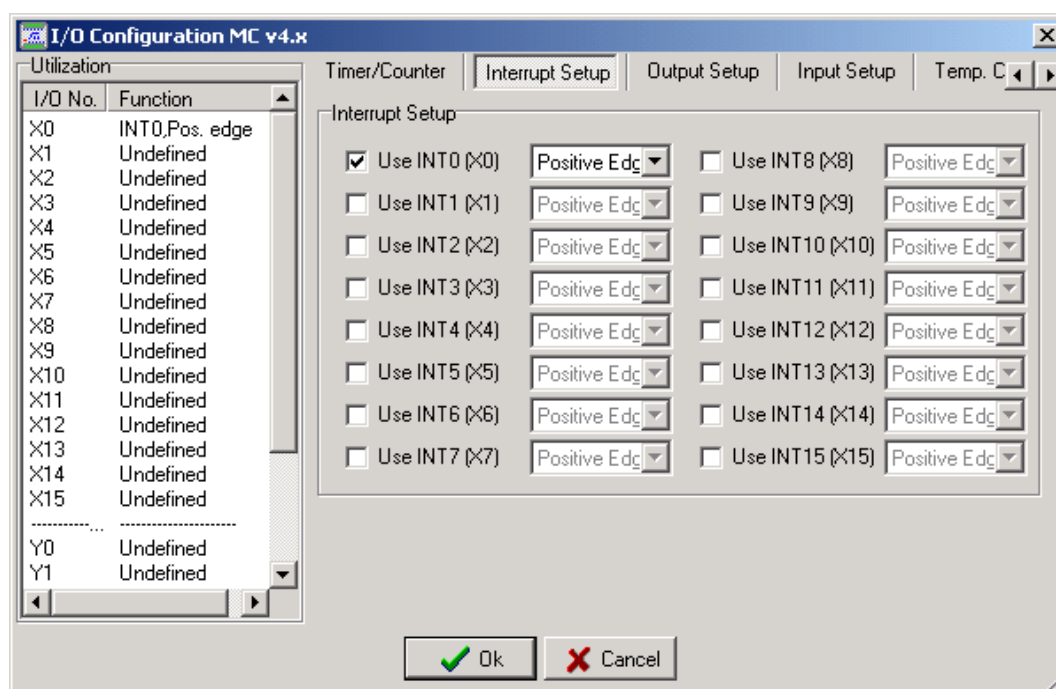 I/O Configuration MC v4.x
Utilization
I/O No. Function
X0 INT0,Pos. edge
X1 Undefined
X2 Undefined
X3 Undefined
X4 Undefined
X5 Undefined
X6 Undefined
X7 Undefined
X8 Undefined
X9 Undefined
X10 Undefined
X11 Undefined
X12 Undefined
X13 Undefined
X14 Undefined
X15 Undefined
-----------... ----------------------
Y0 Undefined
Y1 Undefined
Timer/Counter Interrupt Setup Output Setup Input Setup Temp. C
Interrupt Setup
Use INT0 (X0) Positive Edg Use INT8 (X8) Positive Edg
Use INT1 (X1) Positive Edg Use INT9 (X9) Positive Edg
Use INT2 (X2) Positive Edg Use INT10 (X10) Positive Edg
Use INT3 (X3) Positive Edg Use INT11 (X11) Positive Edg
Use INT4 (X4) Positive Edg Use INT12 (X12) Positive Edg
Use INT5 (X5) Positive Edg Use INT13 (X13) Positive Edg
Use INT6 (X6) Positive Edg Use INT14 (X14) Positive Edg
Use INT7 (X7) Positive Edg Use INT15 (X15) Positive Edg
Ok Cancel